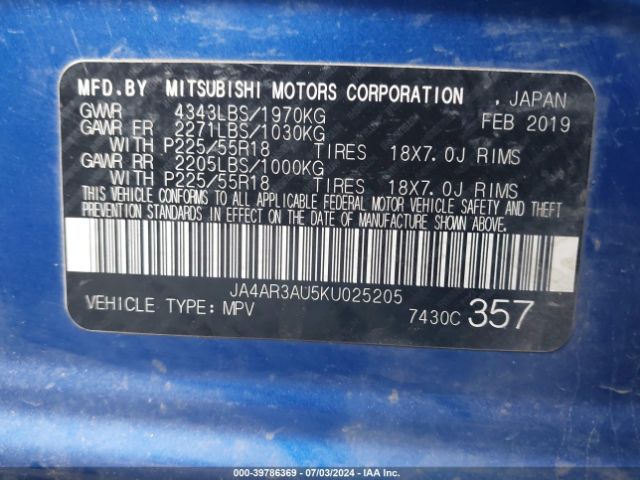 MFD.BY MITSUBISHI MOTORS CORPORATION , JAPAN
GWWR 4343LBS/1970KG FEB 2019
GAWR FR 2271LBS/1030KG
WITH P225/55R18 TIRES 18X7.0J RIMS
GAWR RR 2205LBS/1000KG
WITH P225/55R18 TIRES 18X7.0J RIMS
THIS VEHICLE CONFORMS TO ALL APPLICABLE FEDERAL MOTOR VEHICLE SAFETY AND THEFT
PREVENTION STANDARDS IN EFFECT ON THE DATE OF MANUFACTURE SHOWN ABOVE.
JA4AR3AU5KU025205
VEHICLE TYPE: MPV 7430C 357
000-39786369 - 07/03/2024 - IAA Inc.